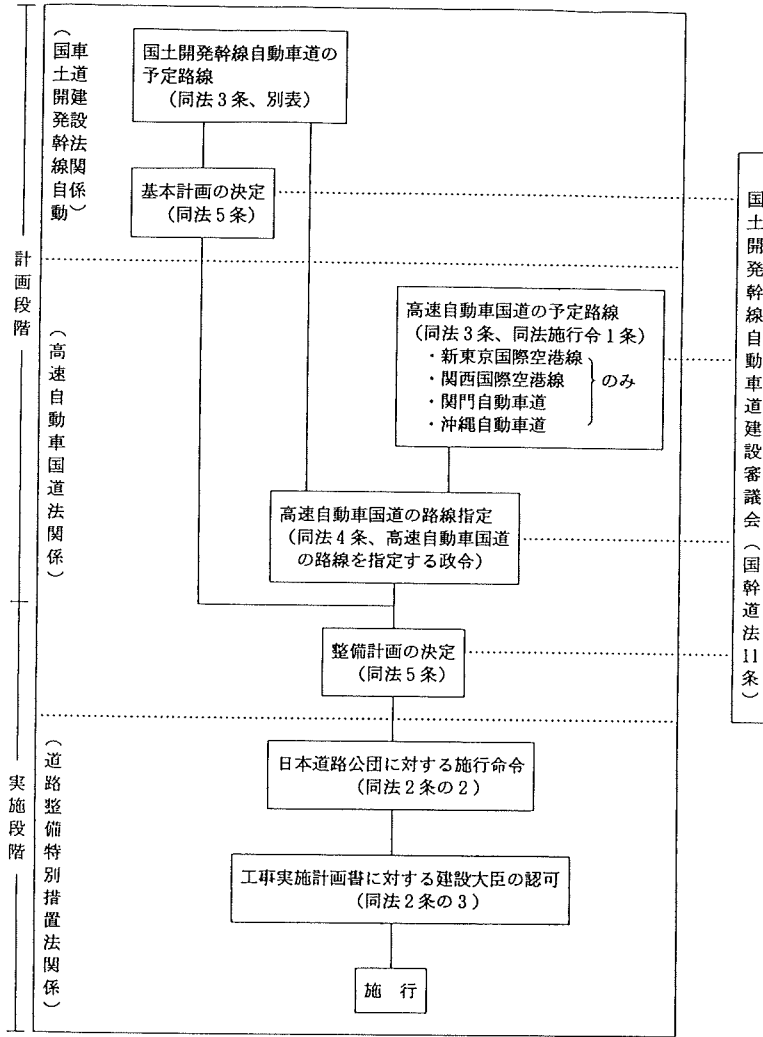 計画段階
実施段階
（国土開発幹線自動
車道建設法関係）
（高速自動車国道法関係）
（道路整備特別措置法関係）
国土開発幹線自動車道の
予定路線
（同法3条、別表）
基本計画の決定
（同法5条）
高速自動車国道の予定路線
（同法3条、同法施行令1条）
・新東京国際空港線
・関西国際空港線
・関門自動車道
・沖縄自動車道
のみ
高速自動車国道の路線指定
（同法4条、高速自動車国道
の路線を指定する政令）
整備計画の決定
（同法5条）
日本道路公団に対する施行命令
（同法2条の2）
工事実施計画書に対する建設大臣の認可
（同法2条の3）
施　行
国土開発幹線自動車道建設審議会（国幹道法11条）